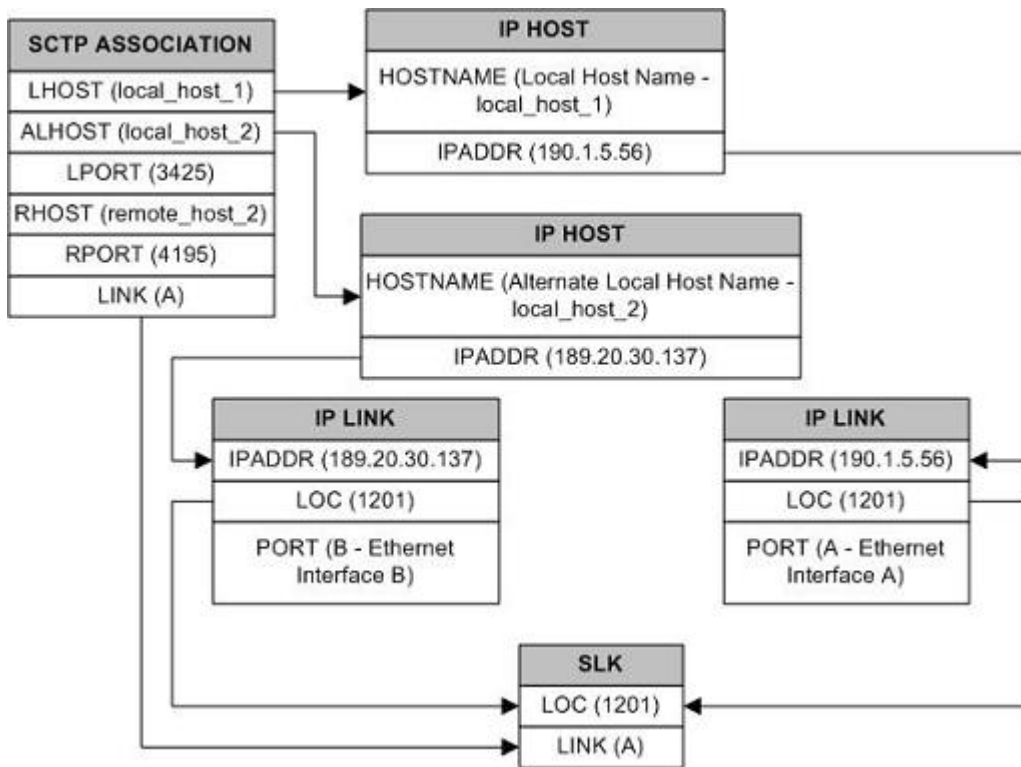 SCTP ASSOCIATION
LHOST (local_host_1)
ALHOST (local_host_2)
LPORT (3425)
RHOST (remote_host_2)
RPORT (4195)
LINK (A)
IP HOST
HOSTNAME (Local Host Name -
local_host_1)
IPADDR (190.1.5.56)
IP HOST
HOSTNAME (Alternate Local Host Name -
local_host_2)
IPADDR (189.20.30.137)
IP LINK
IPADDR (189.20.30.137)
LOC (1201)
PORT (B - Ethernet
Interface B)
IP LINK
IPADDR (190.1.5.56)
LOC (1201)
PORT (A - Ethernet
Interface A)
SLK
LOC (1201)
LINK (A)